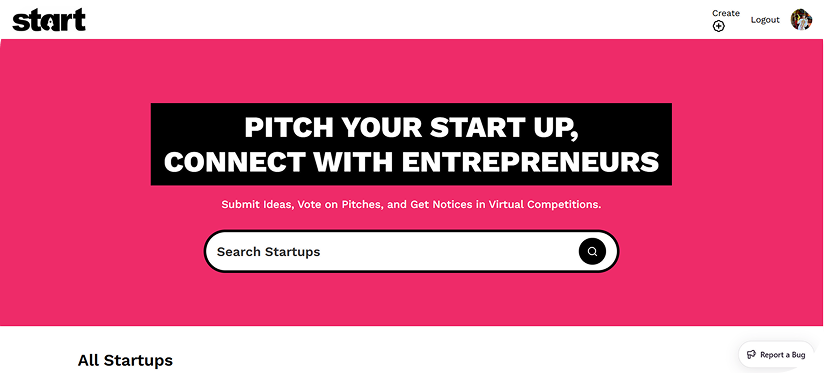 start
Create
Logout
PITCH YOUR START UP,
CONNECT WITH ENTREPRENEURS
Submit Ideas, Vote on Pitches, and Get Notices in Virtual Competitions.
Search Startups
All Startups
Report a Bug